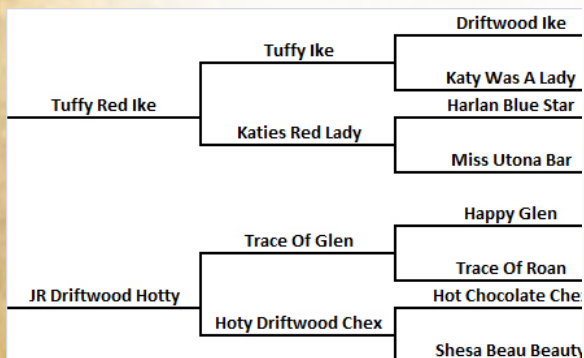 Driftwood Ike
Tuffy Ike
Katy Was A Lady
Tuffy Red Ike
Harlan Blue Star
Katies Red Lady
Miss Utona Bar
Happy Glen
Trace Of Glen
Trace Of Roan
JR Driftwood Hotty
Hot Chocolate Chex
Hoty Driftwood Chex
Shesa Beau Beauty